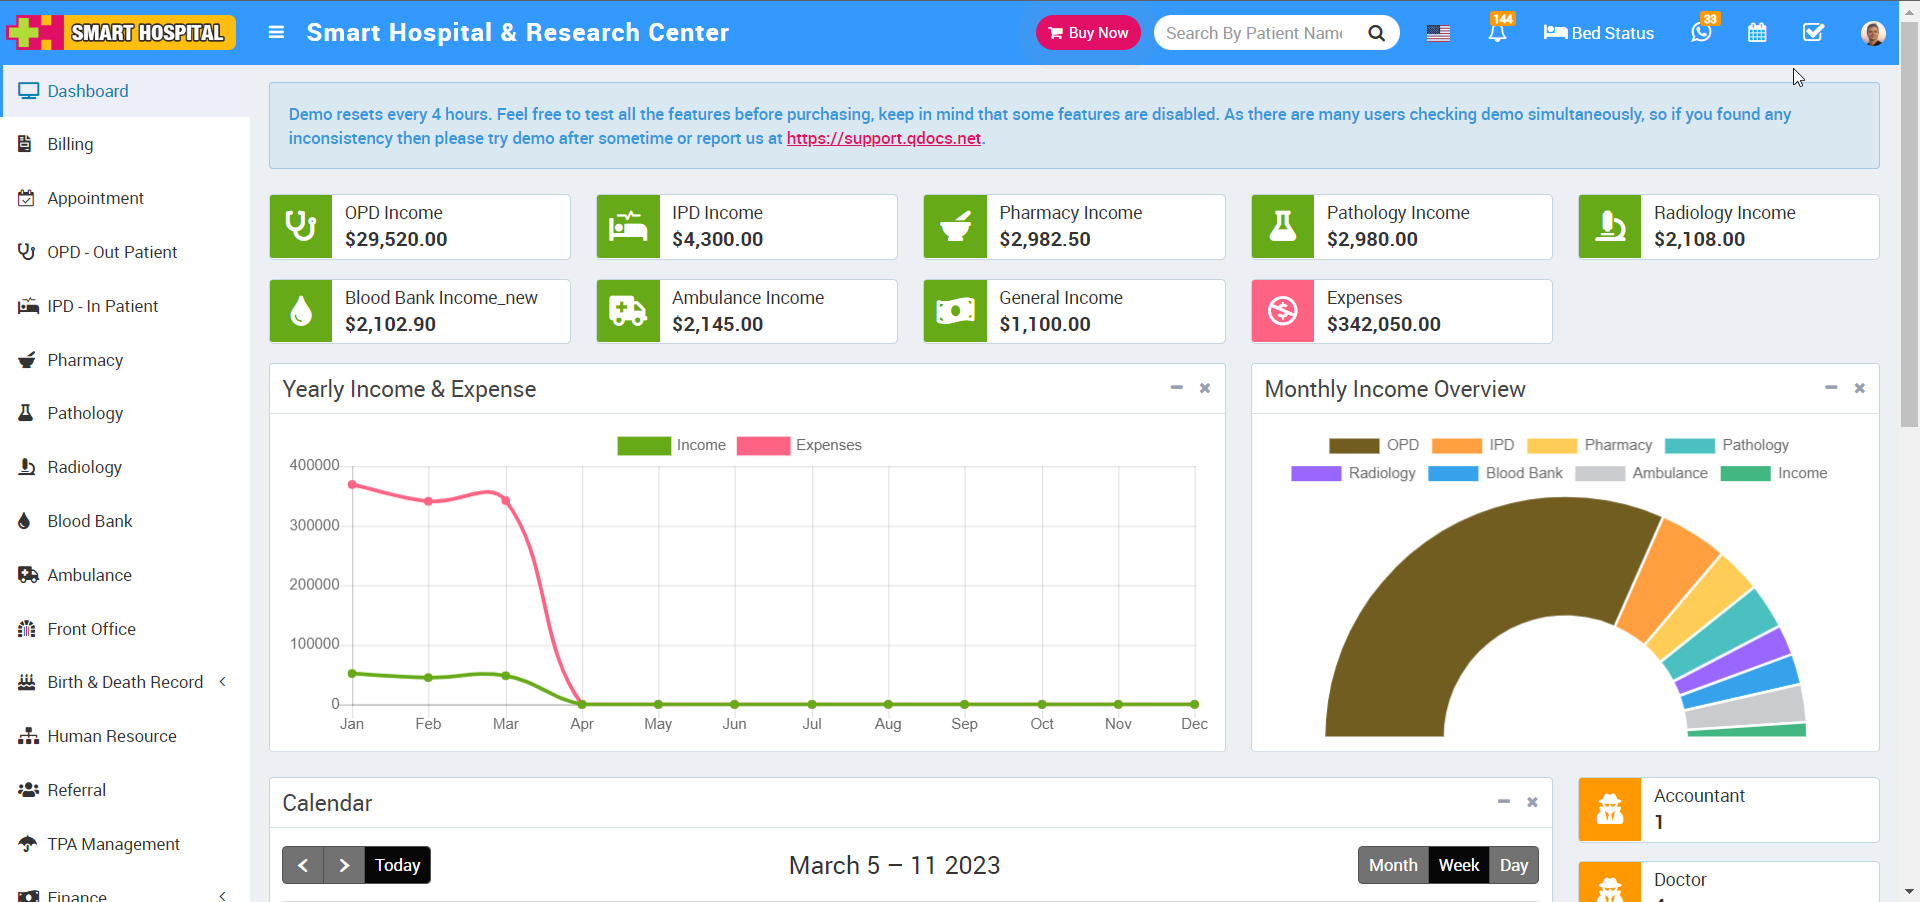 SMART HOSPITAL
Smart Hospital & Research Center
Buy Now
Search By Patient Name
144
Bed Status
33
Dashboard
Billing
Appointment
OPD - Out Patient
IPD - In Patient
Pharmacy
Pathology
Radiology
Blood Bank
Ambulance
Front Office
Birth & Death Record
Human Resource
Referral
TPA Management
Finance
Demo resets every 4 hours. Feel free to test all the features before purchasing, keep in mind that some features are disabled. As there are many users checking demo simultaneously, so if you found any
inconsistency then please try demo after sometime or report us at https://support.qdocs.net.
OPD Income
$29,520.00
IPD Income
$4,300.00
Pharmacy Income
$2,982.50
Pathology Income
$2,980.00
Radiology Income
$2,108.00
Blood Bank Income_new
$2,102.90
Ambulance Income
$2,145.00
General Income
$1,100.00
Expenses
$342,050.00
Yearly Income & Expense
Income Expenses
400000
300000
200000
100000
0
Jan Feb Mar Apr May Jun Jul Aug Sep Oct Nov Dec
Monthly Income Overview
OPD IPD Pharmacy Pathology
Radiology Blood Bank Ambulance Income
Calendar
Today
March 5 – 11 2023
Month Week Day
Accountant
1
Doctor